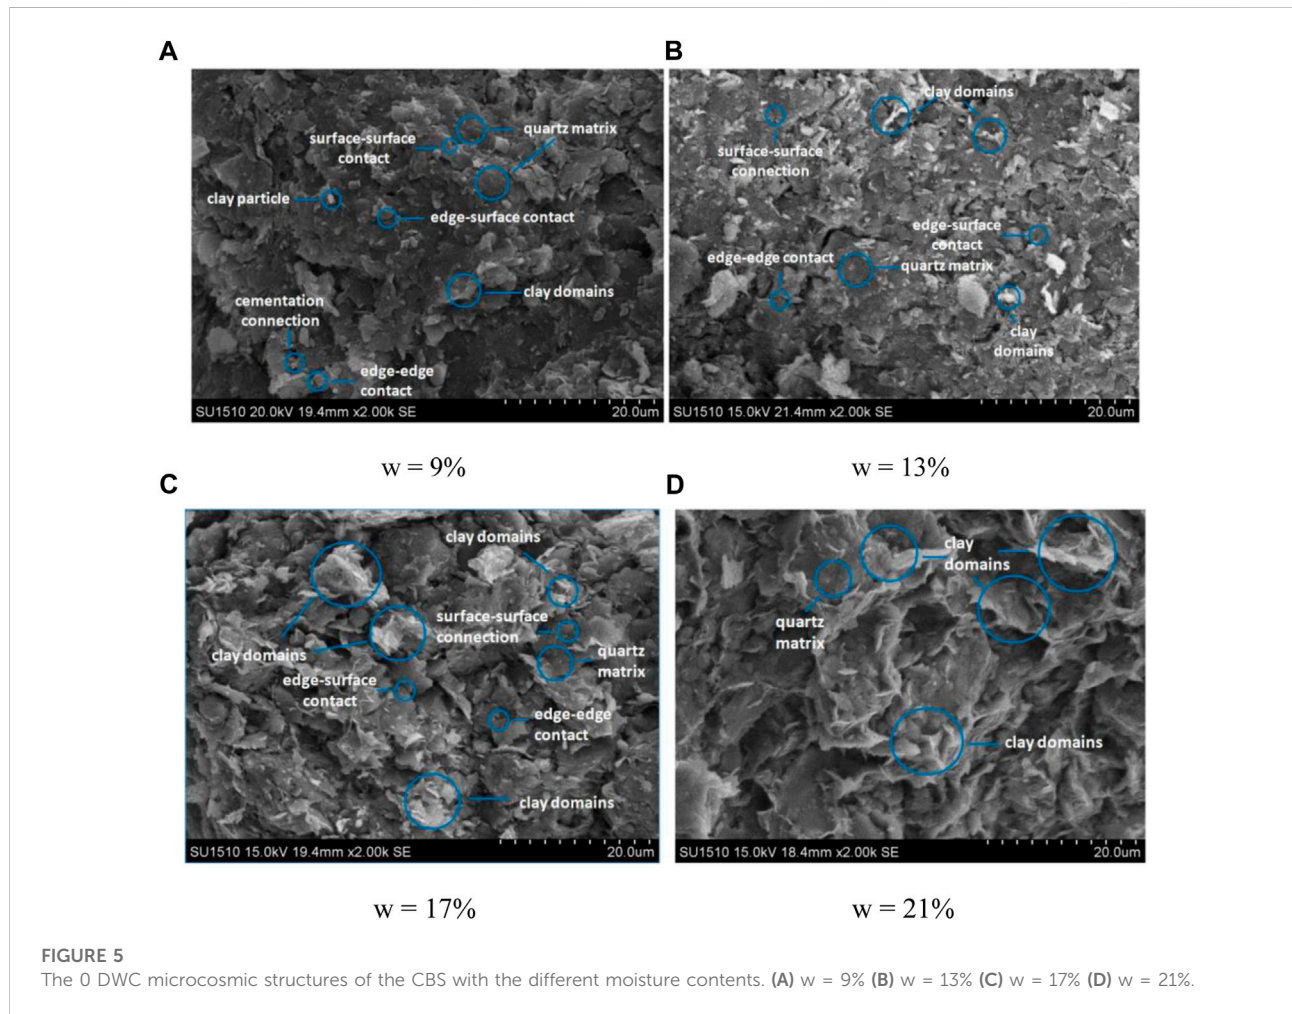 A
surface-surface
contact
quartz matrix
clay particle
edge-surface contact
clay domains
cementation
connection
edge-edge
contact
SU1510 20.0kV 19.4mm x2.00k SE
20.0um
w = 9%
B
clay domains
surface-surface
connection
edge-surface
contact
edge-edge contact
quartz matrix
clay
domains
SU1510 15.0kV 21.4mm x2.00k SE
20.0um
w = 13%
C
clay domains
surface-surface
connection
clay domains
quartz
matrix
edge-surface
contact
edge-edge
contact
clay domains
SU1510 15.0kV 19.4mm x2.00k SE
20.0um
w = 17%
D
clay
domains
quartz
matrix
clay domains
SU1510 15.0kV 18.4mm x2.00k SE
20.0um
w = 21%
FIGURE 5
The 0 DWC microcosmic structures of the CBS with the different moisture contents. (A) w = 9% (B) w = 13% (C) w = 17% (D) w = 21%.